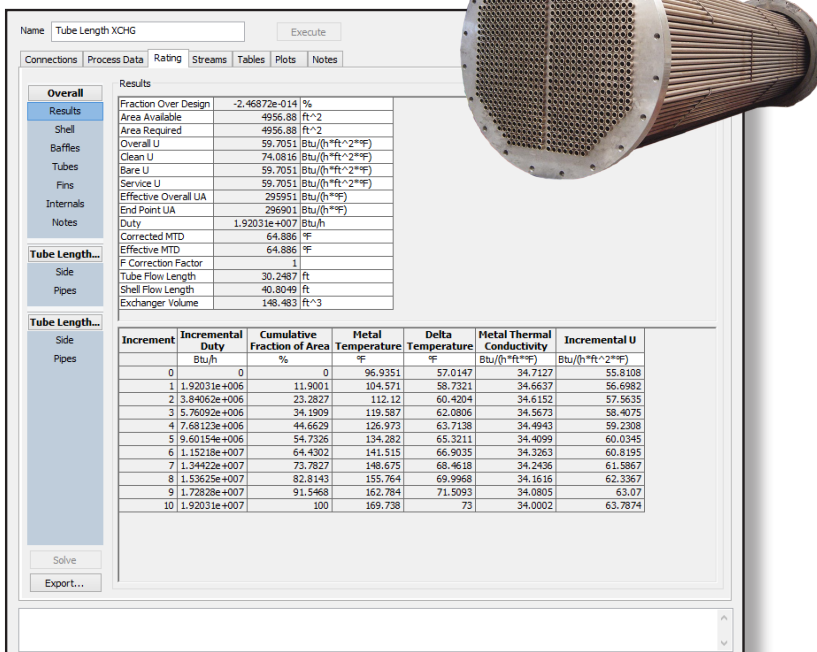 Name Tube Length XCHG Execute
Connections Process Data Rating Streams Tables Plots Notes
Overall
Results
Shell
Baffles
Tubes
Fins
Internals
Notes
Tube Length...
Side
Pipes
Tube Length...
Side
Pipes
Solve
Export...
Results
Fraction Over Design -2.46872e-014 %
Area Available 4956.88 ft^2
Area Required 4956.88 ft^2
Overall U 59.7051 Btu/(h*ft^2*°F)
Clean U 74.0816 Btu/(h*ft^2*°F)
Bare U 59.7051 Btu/(h*ft^2*°F)
Service U 59.7051 Btu/(h*ft^2*°F)
Effective Overall UA 295951 Btu/(h*°F)
End Point UA 296901 Btu/(h*°F)
Duty 1.92031e+007 Btu/h
Corrected MTD 64.886 °F
Effective MTD 64.886 °F
F Correction Factor 1
Tube Flow Length 30.2487 ft
Shell Flow Length 40.8049 ft
Exchanger Volume 148.483 ft^3
Increment Incremental Duty Cumulative Fraction of Area Metal Temperature Delta Temperature Metal Thermal Conductivity Incremental U
Btu/h % °F °F Btu/(h*ft*°F) Btu/(h*ft^2*°F)
0 0 0 96.9351 57.0147 34.7127 55.8108
1 1.92031e+006 11.9001 104.571 58.7321 34.6637 56.6982
2 3.84062e+006 23.2827 112.12 60.4204 34.6152 57.5635
3 5.76092e+006 34.1909 119.587 62.0806 34.5673 58.4075
4 7.68123e+006 44.6629 126.973 63.7138 34.4943 59.2308
5 9.60154e+006 54.7326 134.282 65.3211 34.4099 60.0345
6 1.15218e+007 64.4302 141.515 66.9035 34.3263 60.8195
7 1.34422e+007 73.7827 148.675 68.4618 34.2436 61.5867
8 1.53625e+007 82.8143 155.764 69.9968 34.1616 62.3367
9 1.72828e+007 91.5468 162.784 71.5093 34.0805 63.07
10 1.92031e+007 100 169.738 73 34.0002 63.7874